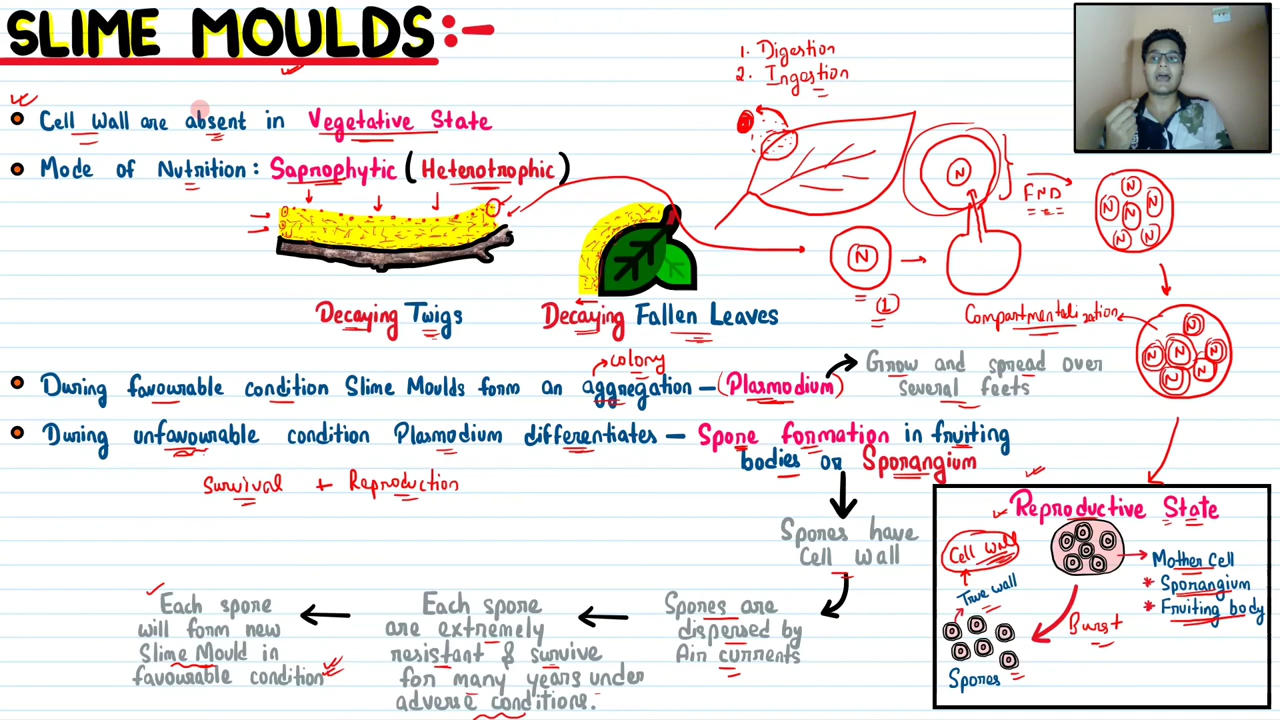 SLIME MOULDS:-
Cell Wall are absent in Vegetative State
Mode of Nutrition: Saprophytic (Heterotrophic)
1. Digestion
2. Ingestion
N
FND
N
N
N
N
N
N
N
①
Decaying Twigs
Decaying Fallen Leaves
Compartmentalization
N
N
N
N
N
N
colony
During favourable condition Slime Moulds form an aggregation - (Plasmodium)
Grow and spread over
several feets
During unfavourable condition Plasmodium differentiates - Spore formation in fruiting
bodies or Sporangium
Survival + Reproduction
Spores have
Cell wall
Spores are
dispersed by
Air currents
Each spore
are extremely
resistant & survive
for many years under
adverse conditions.
Each spore
will form new
Slime Mould in
favourable condition
Reproductive State
Cell wall
True wall
Mother Cell
* Sporangium
* Fruiting body
Burst
Spores